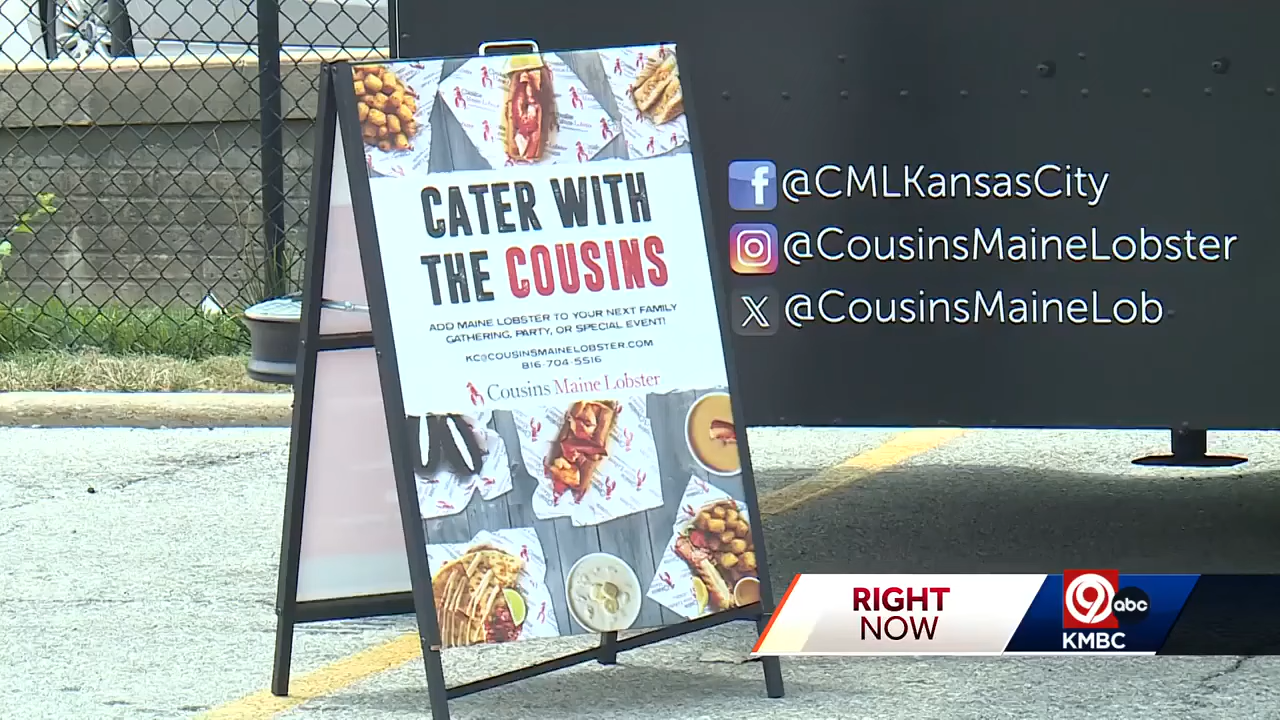 CATER WITH
THE COUSINS
ADD MAINE LOBSTER TO YOUR NEXT FAMILY
GATHERING, PARTY, OR SPECIAL EVENT!
KC@COUSINSMAINELOBSTER.COM
816-704-5516
Cousins Maine Lobster
@CMLKansasCity
@CousinsMaineLobster
@CousinsMaineLob
RIGHT
NOW
9
abc
KMBC